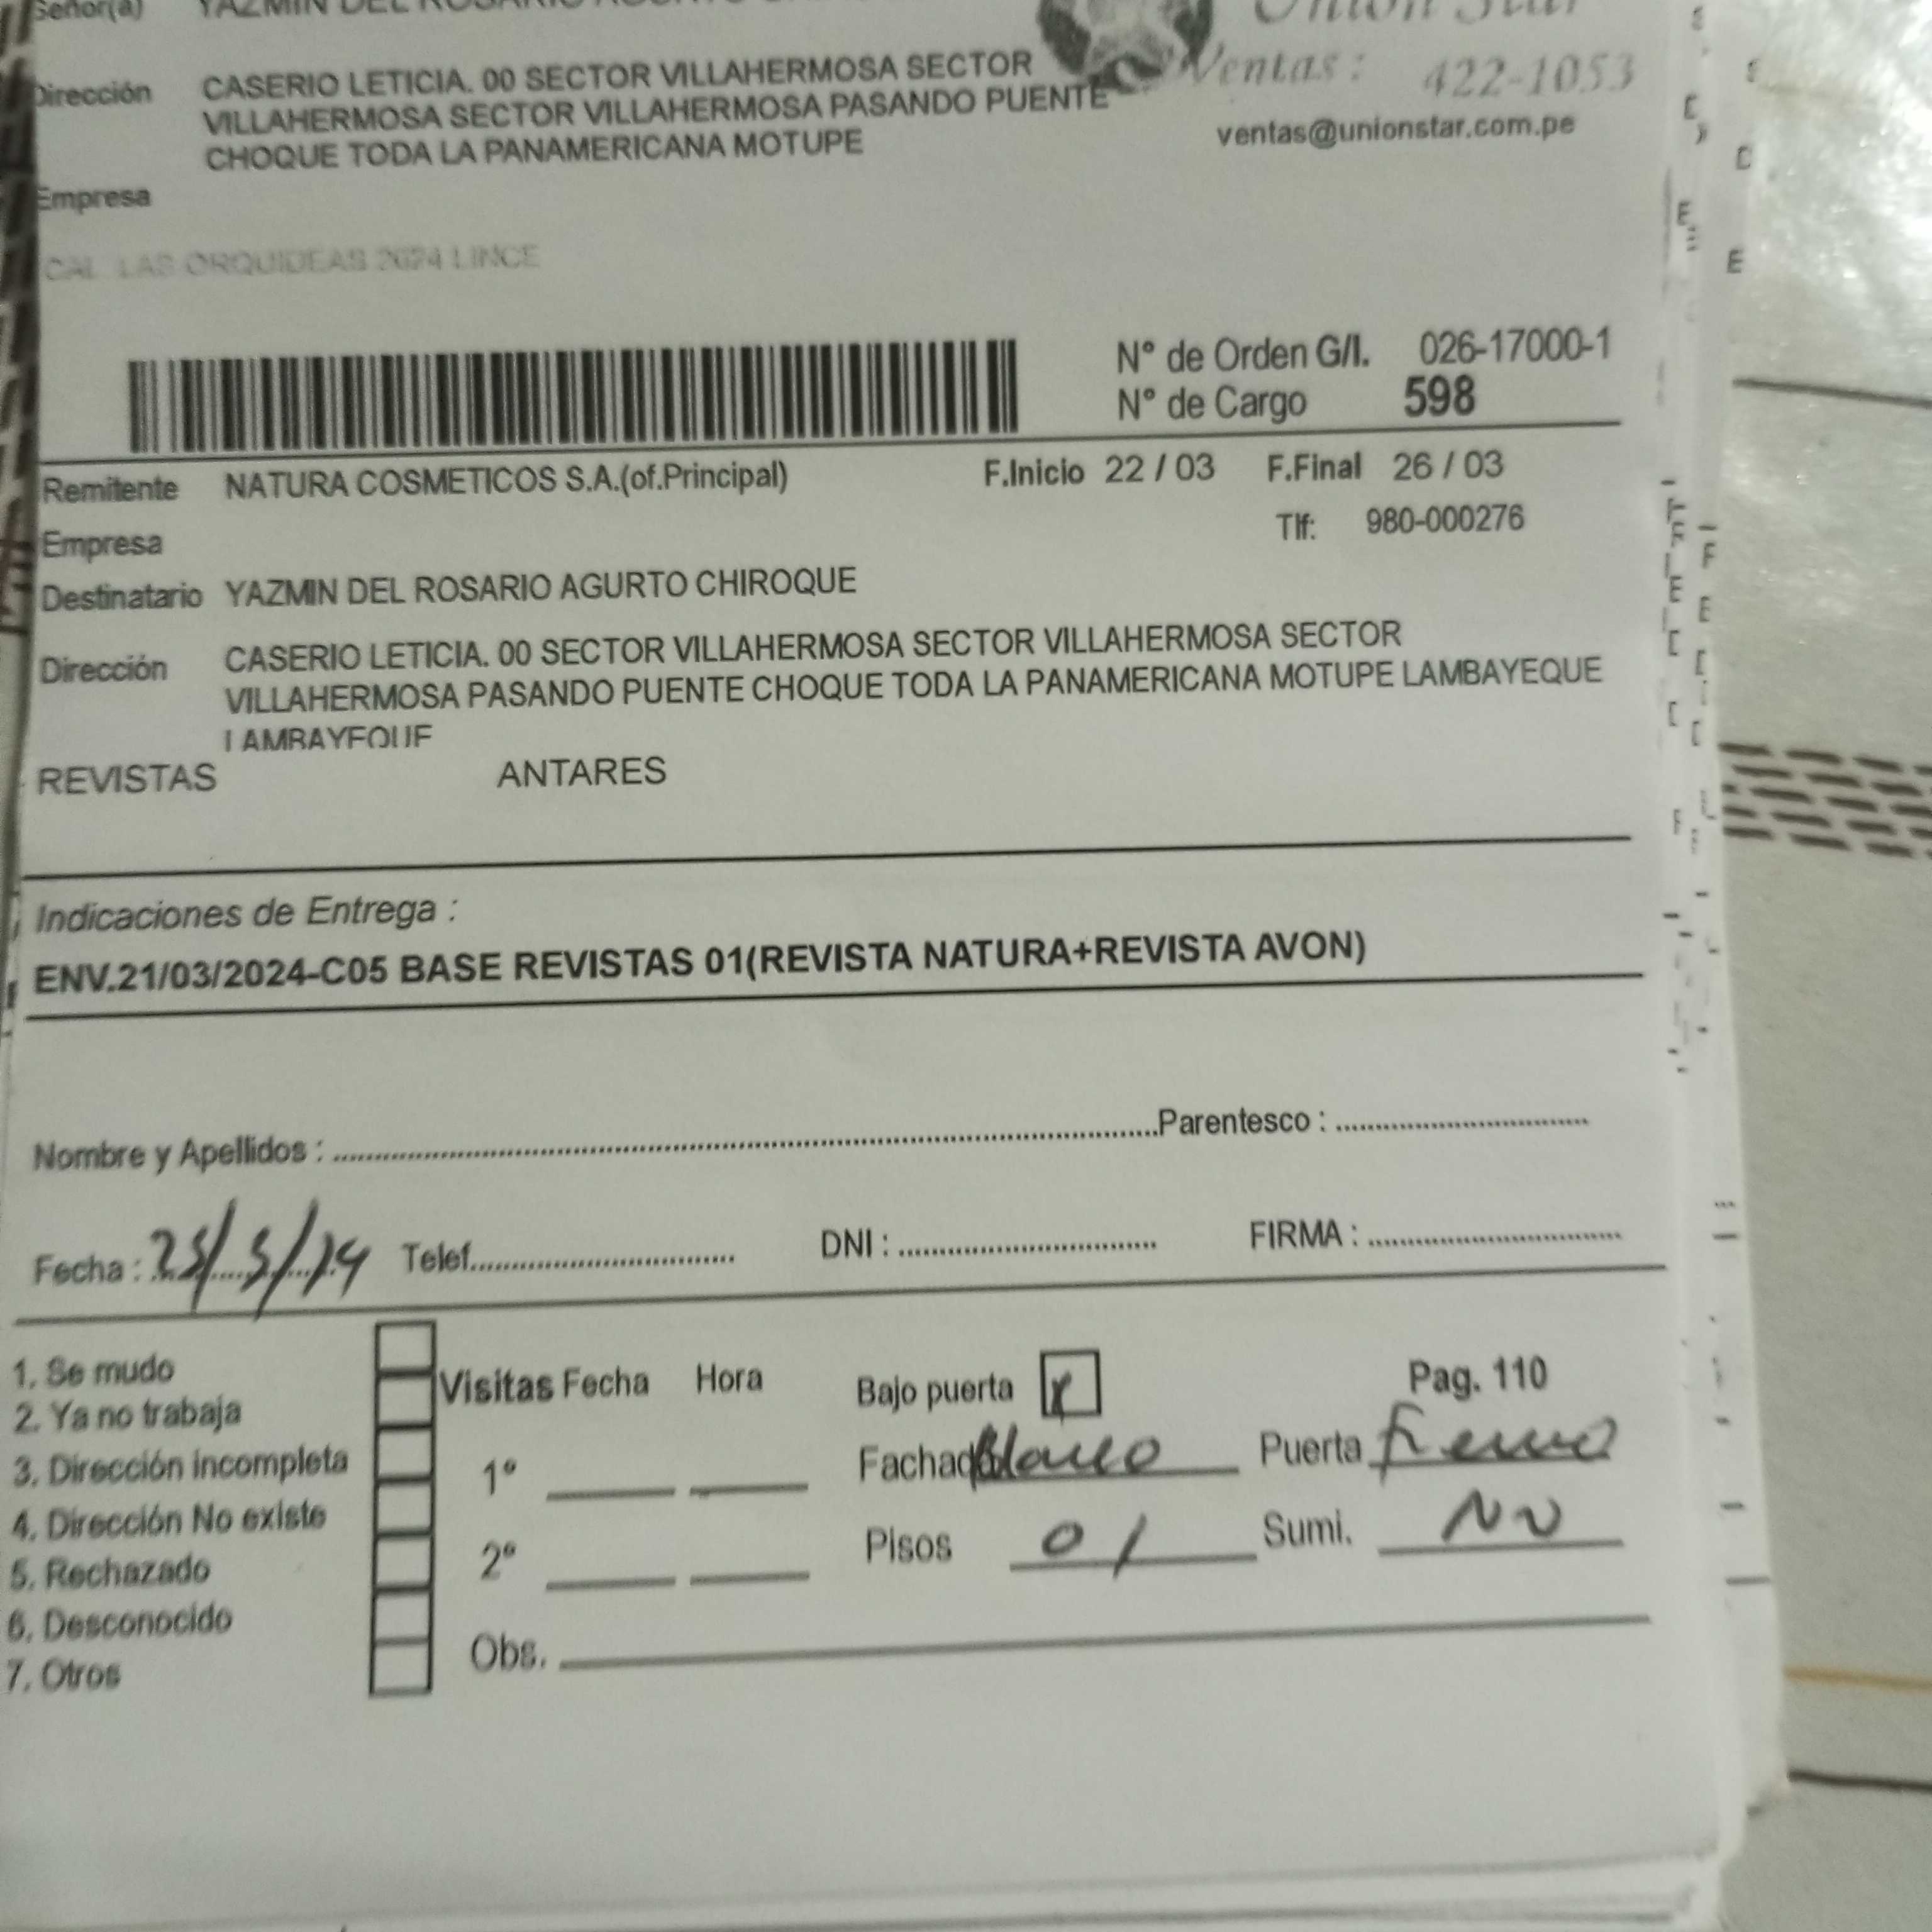 Señor(a) YAZMIN DEL ROSARIO AGURTO
Union Star
Dirección CASERIO LETICIA. 00 SECTOR VILLAHERMOSA SECTOR
VILLAHERMOSA SECTOR VILLAHERMOSA PASANDO PUENTE
CHOQUE TODA LA PANAMERICANA MOTUPE
Ventas : 422-1053
ventas@unionstar.com.pe
Empresa
CAL LAS ORQUIDEAS 2024 LINCE
N° de Orden G/I. 026-17000-1
N° de Cargo 598
Remitente NATURA COSMETICOS S.A.(of.Principal) F.Inicio 22 / 03 F.Final 26 / 03
Empresa Tlf: 980-000276
Destinatario YAZMIN DEL ROSARIO AGURTO CHIROQUE
Dirección CASERIO LETICIA. 00 SECTOR VILLAHERMOSA SECTOR VILLAHERMOSA SECTOR
VILLAHERMOSA PASANDO PUENTE CHOQUE TODA LA PANAMERICANA MOTUPE LAMBAYEQUE
LAMBAYEQUE
REVISTAS ANTARES
Indicaciones de Entrega :
ENV.21/03/2024-C05 BASE REVISTAS 01(REVISTA NATURA+REVISTA AVON)
Nombre y Apellidos : Parentesco :
Fecha : 25/3/24 Telef. DNI : FIRMA :
1. Se mudo
2. Ya no trabaja
3. Dirección incompleta
4. Dirección No existe
5. Rechazado
6. Desconocido
7. Otros
Visitas Fecha Hora
1°
2°
Obs.
Bajo puerta X Pag. 110
Fachada Blanco Puerta fierro
Pisos 01 Sumi. NO